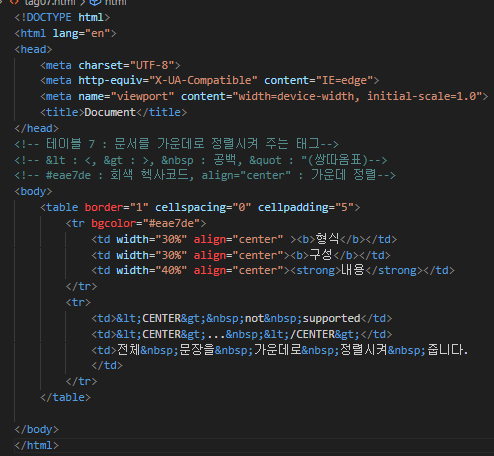 tag07.html > html
<!DOCTYPE html>
<html lang="en">
<head>
    <meta charset="UTF-8">
    <meta http-equiv="X-UA-Compatible" content="IE=edge">
    <meta name="viewport" content="width=device-width, initial-scale=1.0">
    <title>Document</title>
</head>
<!-- 테이블 7 : 문서를 가운데로 정렬시켜 주는 태그-->
<!-- &lt : <, &gt : >, &nbsp : 공백, &quot : "(쌍따옴표)-->
<!-- #eae7de : 회색 헥사코드, align="center" : 가운데 정렬-->
<body>
    <table border="1" cellspacing="0" cellpadding="5">
        <tr bgcolor="#eae7de">
            <td width="30%" align="center" ><b>형식</b></td>
            <td width="30%" align="center"><b>구성</b></td>
            <td width="40%" align="center"><strong>내용</strong></td>
        </tr>
        <tr>
            <td>&lt;CENTER&gt;&nbsp;not&nbsp;supported</td>
            <td>&lt;CENTER&gt;...&nbsp;&lt;/CENTER&gt;</td>
            <td>전체&nbsp;문장을&nbsp;가운데로&nbsp;정렬시켜&nbsp;줍니다.
            </td>
        </tr>
    </table>

</body>
</html>